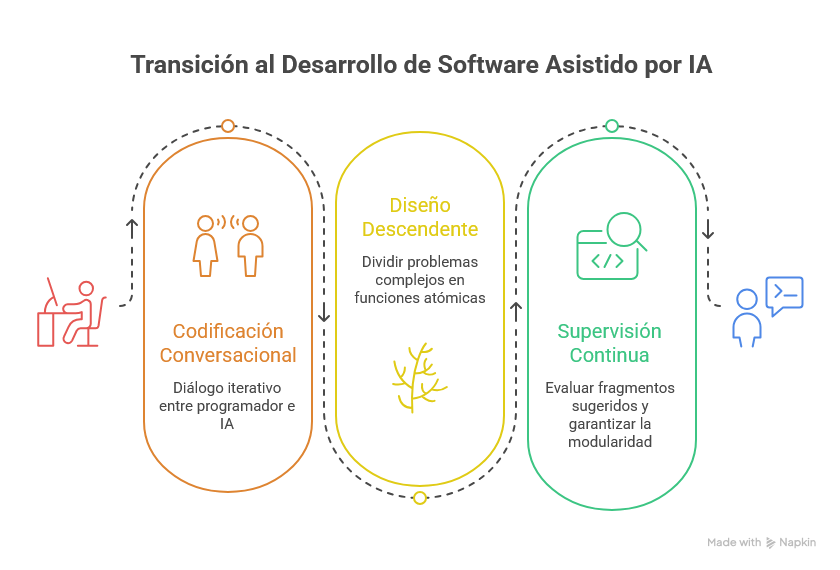 Transición al Desarrollo de Software Asistido por IA
Codificación
Conversacional
Diálogo iterativo
entre programador e
IA
Diseño
Descendente
Dividir problemas
complejos en
funciones atómicas
Supervisión
Continua
Evaluar fragmentos
sugeridos y
garantizar la
modularidad
Made with Napkin